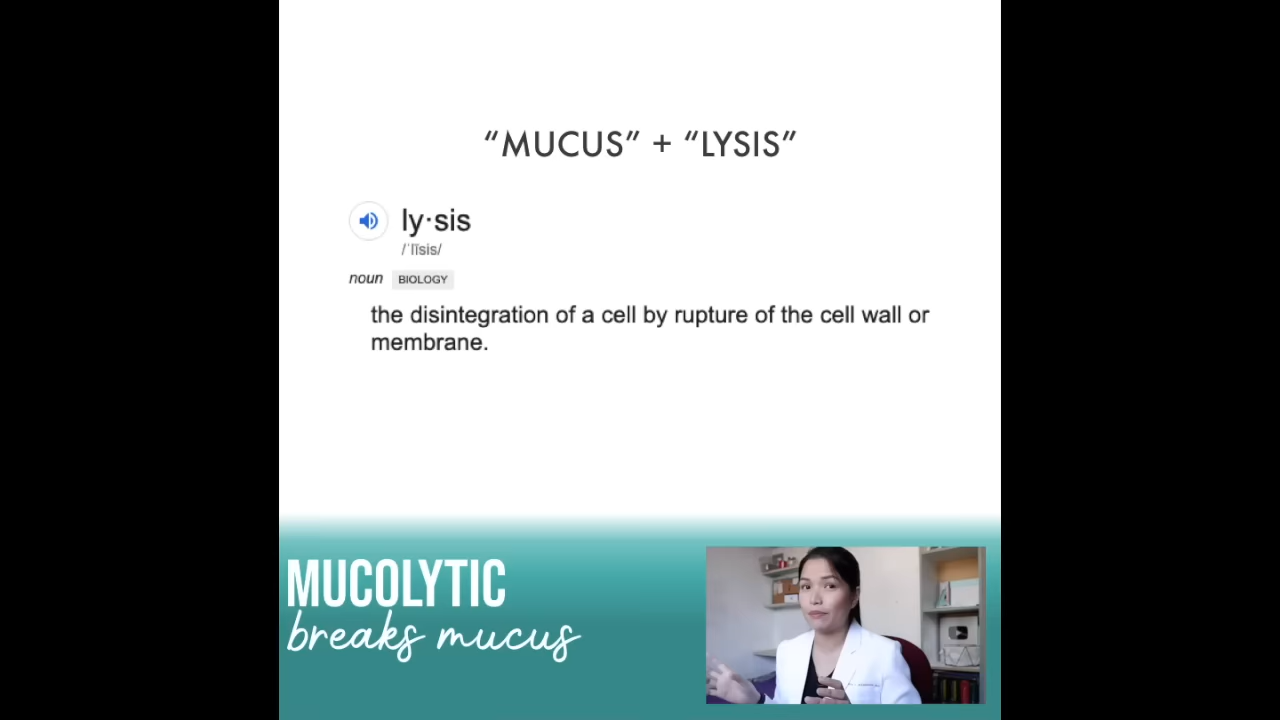 “MUCUS” + “LYSIS”
ly·sis
/ˈlīsis/
noun BIOLOGY
the disintegration of a cell by rupture of the cell wall or
membrane.
MUCOLYTIC
breaks mucus